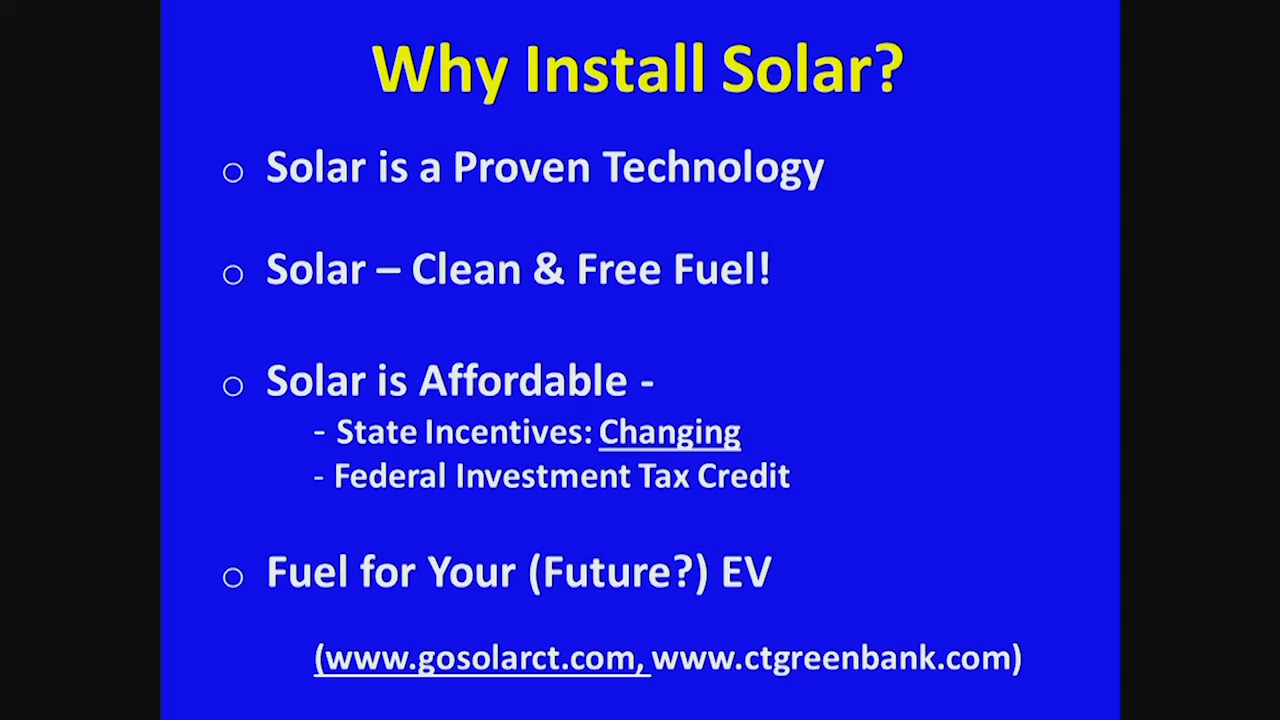 Why Install Solar?
o Solar is a Proven Technology
o Solar – Clean & Free Fuel!
o Solar is Affordable -
- State Incentives: Changing
- Federal Investment Tax Credit
o Fuel for Your (Future?) EV
(www.gosolarct.com, www.ctgreenbank.com)